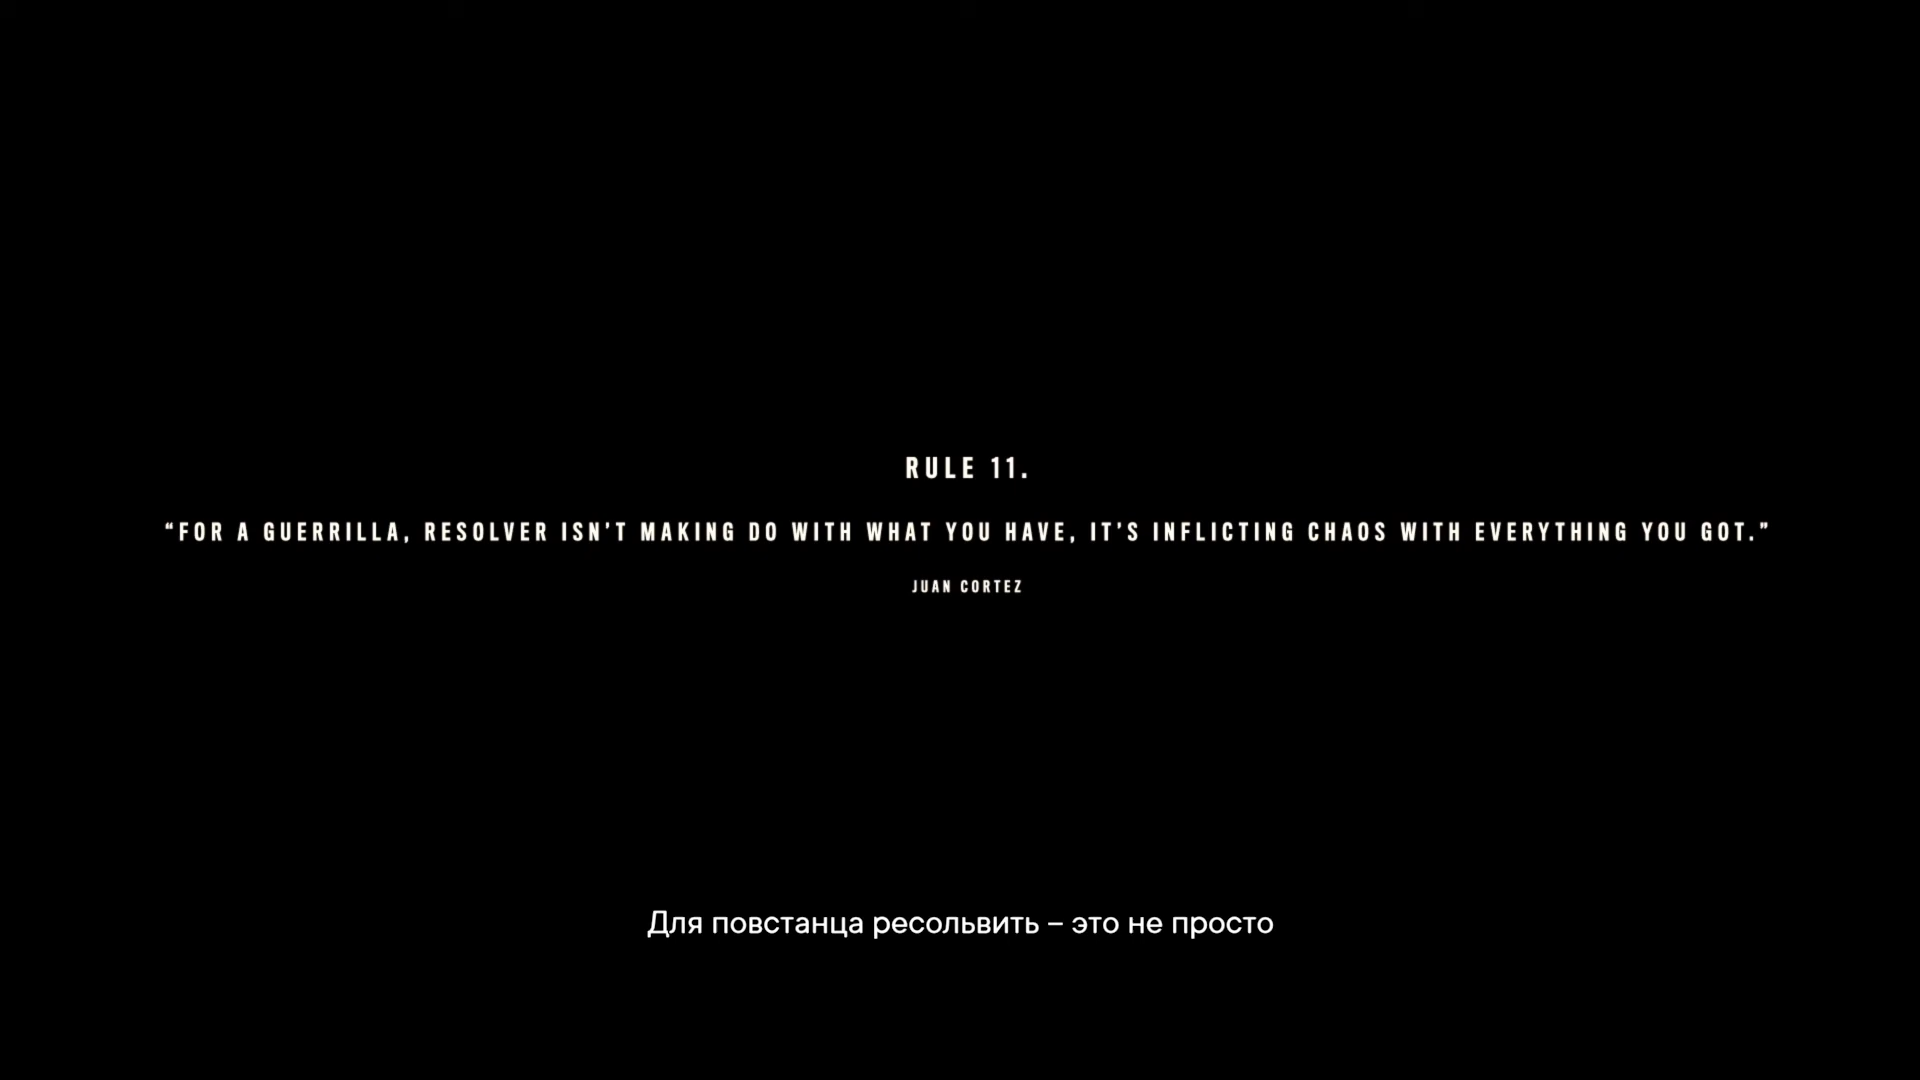 RULE 11.
“FOR A GUERRILLA, RESOLVER ISN’T MAKING DO WITH WHAT YOU HAVE, IT’S INFLICTING CHAOS WITH EVERYTHING YOU GOT.”
JUAN CORTEZ
Для повстанца ресольвить – это не просто